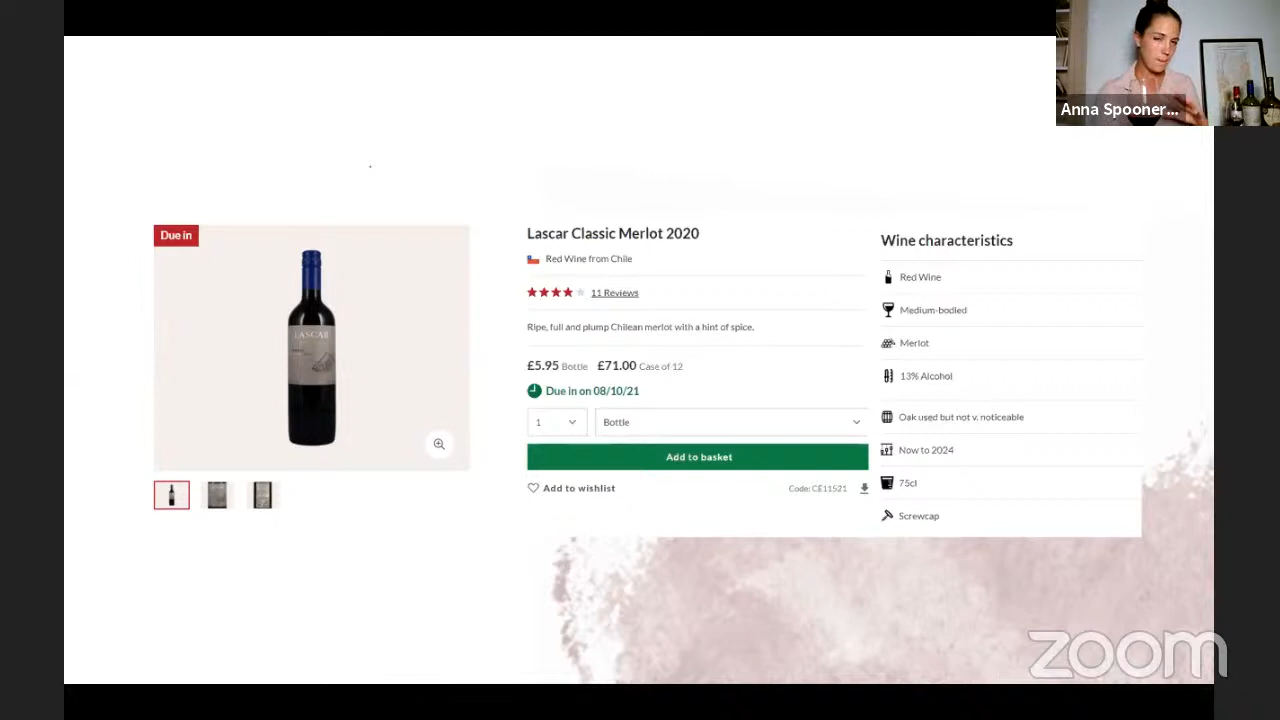 Anna Spooner...
Due in
LASCAR
Lascar Classic Merlot 2020
Red Wine from Chile
11 Reviews
Ripe, full and plump Chilean merlot with a hint of spice.
£5.95 Bottle £71.00 Case of 12
Due in on 08/10/21
1 Bottle
Add to basket
Add to wishlist Code: CE11521
Wine characteristics
Red Wine
Medium-bodied
Merlot
13% Alcohol
Oak used but not v. noticeable
Now to 2024
75cl
Screwcap
zoom